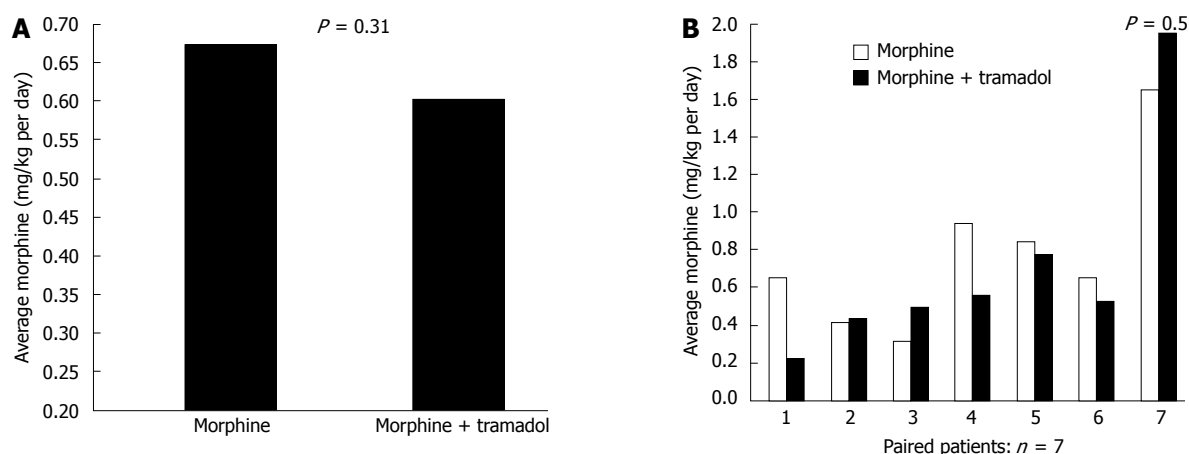 A
P = 0.31
Average morphine (mg/kg per day)
0.70
0.65
0.60
0.55
0.50
0.45
0.40
0.35
0.30
0.25
0.20
Morphine
Morphine + tramadol
B
P = 0.5
Morphine
Morphine + tramadol
Average morphine (mg/kg per day)
2.0
1.8
1.6
1.4
1.2
1.0
0.8
0.6
0.4
0.2
0.0
1 2 3 4 5 6 7
Paired patients: n = 7